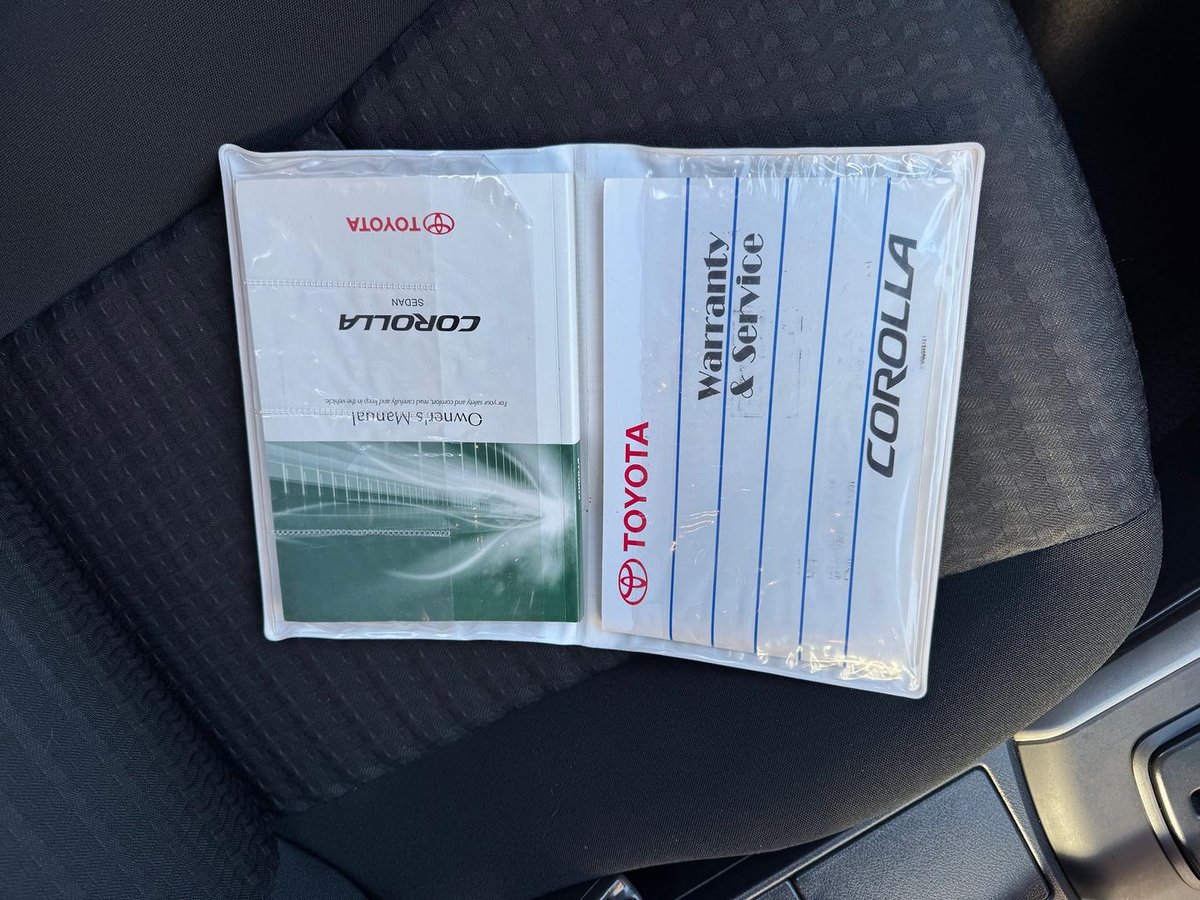 TOYOTA
COROLLA
SEDAN
Owner's Manual
For your safety and comfort, read carefully and keep in the vehicle.
TOYOTA
Warranty
& Service
COROLLA